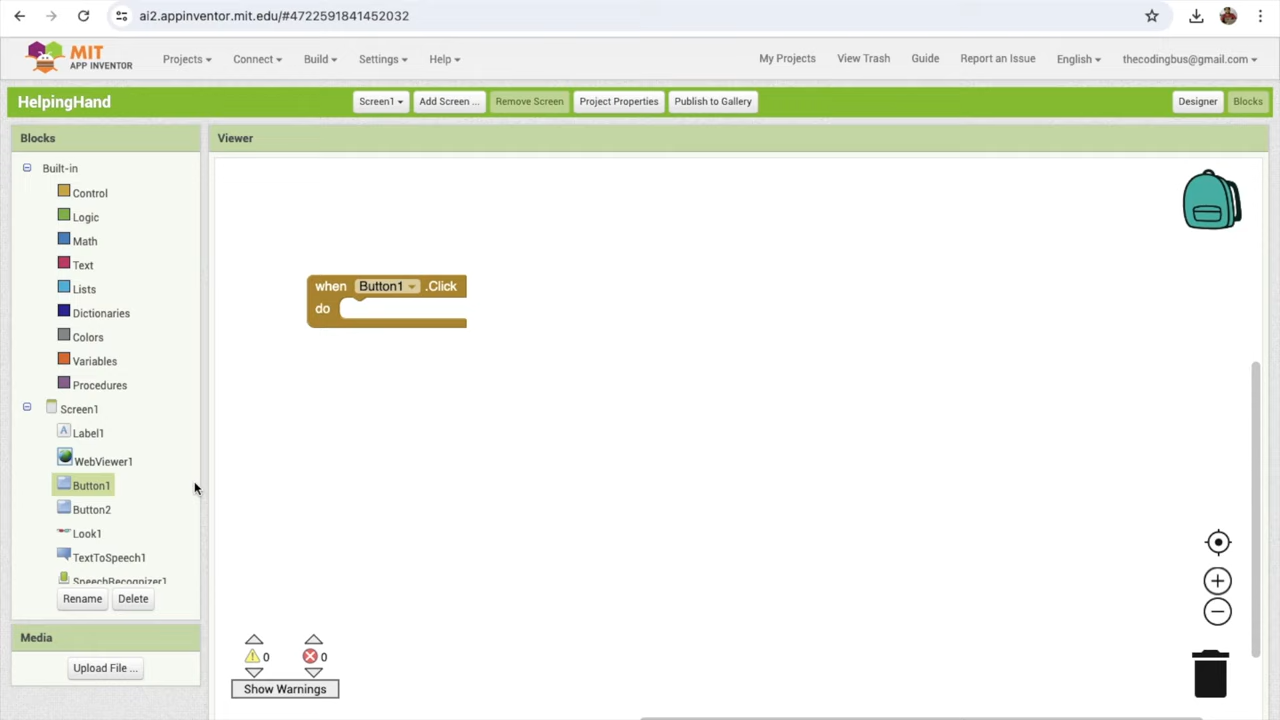 ai2.appinventor.mit.edu/#4722591841452032
MIT
APP INVENTOR
Projects
Connect
Build
Settings
Help
My Projects
View Trash
Guide
Report an Issue
English
thecodingbus@gmail.com
HelpingHand
Screen1
Add Screen ...
Remove Screen
Project Properties
Publish to Gallery
Designer
Blocks
Blocks
Viewer
Built-in
Control
Logic
Math
Text
Lists
Dictionaries
Colors
Variables
Procedures
Screen1
A Label1
WebViewer1
Button1
Button2
Look1
TextToSpeech1
SpeechRecognizer1
Rename
Delete
Media
Upload File ...
when Button1 .Click
do
0
0
Show Warnings